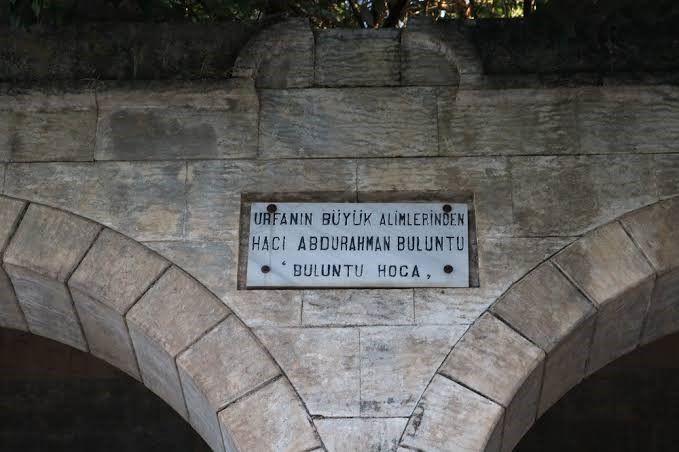 URFANIN BÜYÜK ALİMLERİNDEN
HACI ABDURAHMAN BULUNTU
"BULUNTU HOCA„